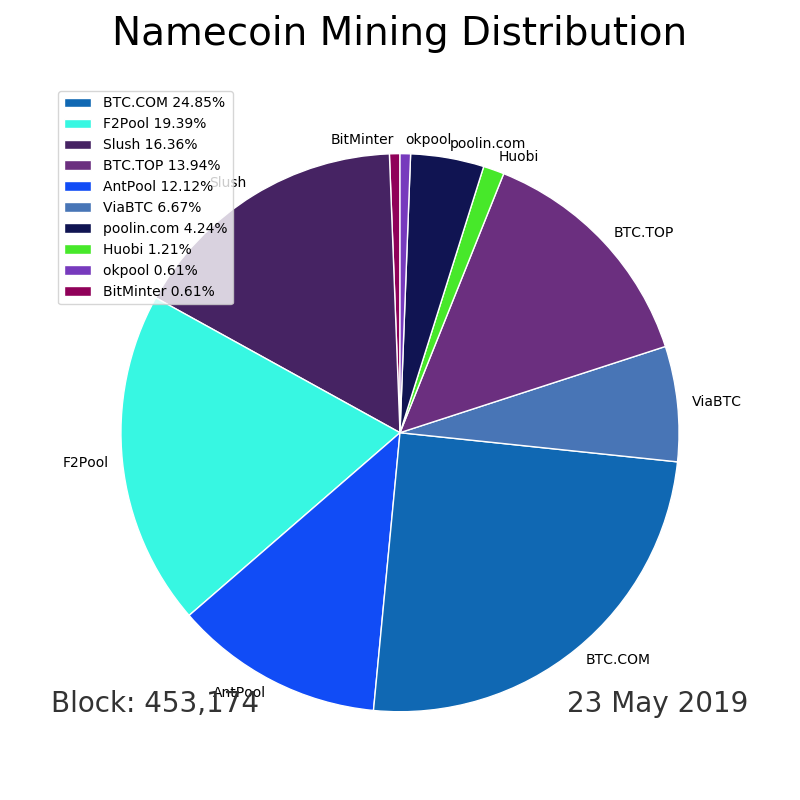 Namecoin Mining Distribution
BTC.COM 24.85%
F2Pool 19.39%
Slush 16.36%
BTC.TOP 13.94%
AntPool 12.12%
ViaBTC 6.67%
poolin.com 4.24%
Huobi 1.21%
okpool 0.61%
BitMinter 0.61%
BitMinter
okpool
poolin.com
Huobi
Slush
BTC.TOP
ViaBTC
F2Pool
BTC.COM
AntPool
Block: 453,174
23 May 2019